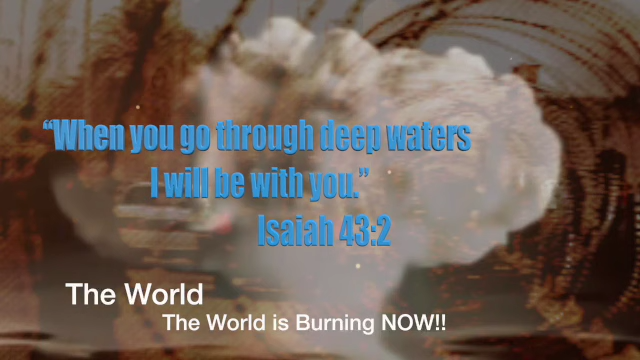 “When you go through deep waters
I will be with you.”
Isaiah 43:2
The World
The World is Burning NOW!!